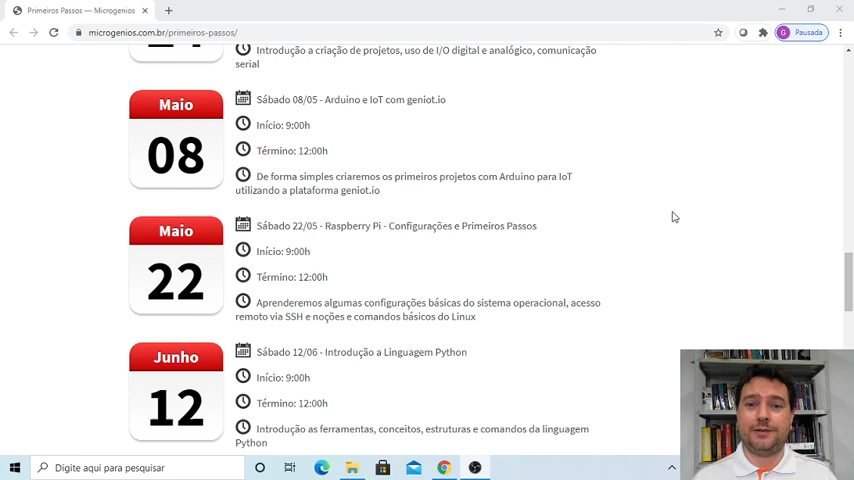 Primeiros Passos — Microgenios
microgenios.com.br/primeiros-passos/
G Pausada
Introdução a criação de projetos, uso de I/O digital e analógico, comunicação
serial
Maio
08
Sábado 08/05 - Arduino e IoT com geniot.io
Início: 9:00h
Término: 12:00h
De forma simples criaremos os primeiros projetos com Arduino para IoT
utilizando a plataforma geniot.io
Maio
22
Sábado 22/05 - Raspberry Pi - Configurações e Primeiros Passos
Início: 9:00h
Término: 12:00h
Aprenderemos algumas configurações básicas do sistema operacional, acesso
remoto via SSH e noções e comandos básicos do Linux
Junho
12
Sábado 12/06 - Introdução a Linguagem Python
Início: 9:00h
Término: 12:00h
Introdução as ferramentas, conceitos, estruturas e comandos da linguagem
Python
Digite aqui para pesquisar